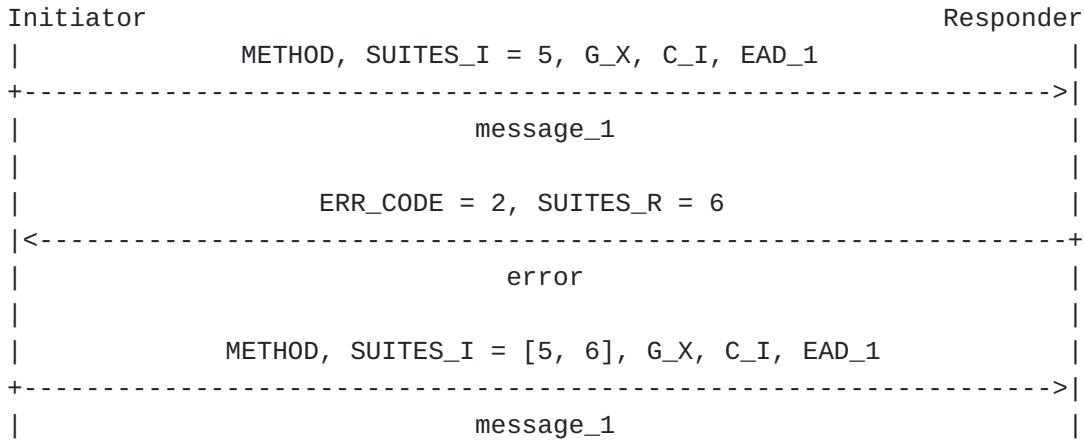 Initiator                                                   Responder
|              METHOD, SUITES_I = 5, G_X, C_I, EAD_1                |
+------------------------------------------------------------------>|
|                             message_1                             |
|                                                                   |
|                   ERR_CODE = 2, SUITES_R = 6                      |
|<------------------------------------------------------------------+
|                               error                               |
|                                                                   |
|             METHOD, SUITES_I = [5, 6], G_X, C_I, EAD_1            |
+------------------------------------------------------------------>|
|                             message_1                             |